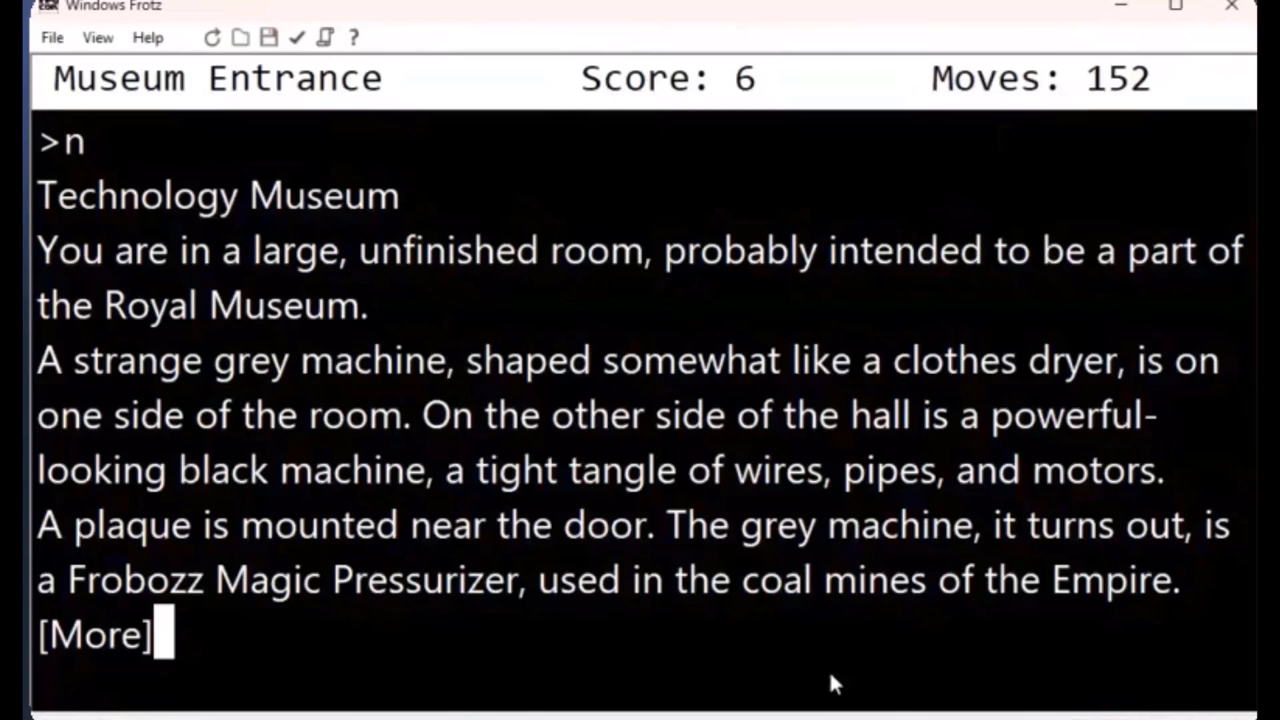 Windows Frotz
File View Help
Museum Entrance Score: 6 Moves: 152
>n
Technology Museum
You are in a large, unfinished room, probably intended to be a part of
the Royal Museum.
A strange grey machine, shaped somewhat like a clothes dryer, is on
one side of the room. On the other side of the hall is a powerful-
looking black machine, a tight tangle of wires, pipes, and motors.
A plaque is mounted near the door. The grey machine, it turns out, is
a Frobozz Magic Pressurizer, used in the coal mines of the Empire.
[More]